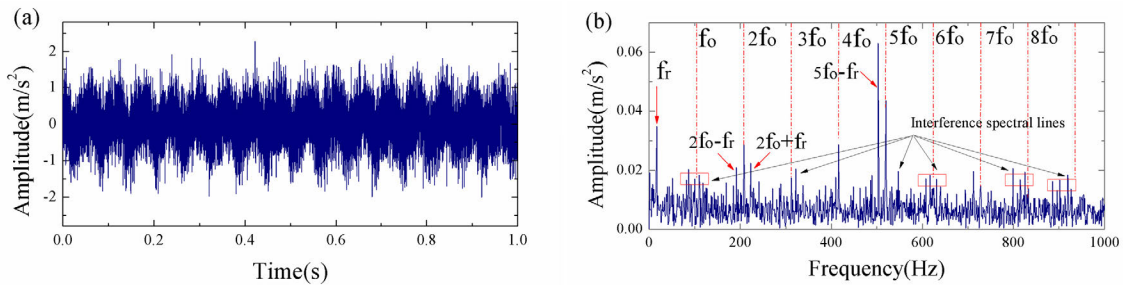 (a)
Amplitude(m/s²)
2
1
0
-1
-2
0.0 0.2 0.4 0.6 0.8 1.0
Time(s)
(b)
Amplitude(m/s²)
0.06
0.04
0.02
0.00
fo 2fo 3fo 4fo 5fo 6fo 7fo 8fo
fr
5fo-fr
Interference spectral lines
2fo-fr
2fo+fr
0 200 400 600 800 1000
Frequency(Hz)